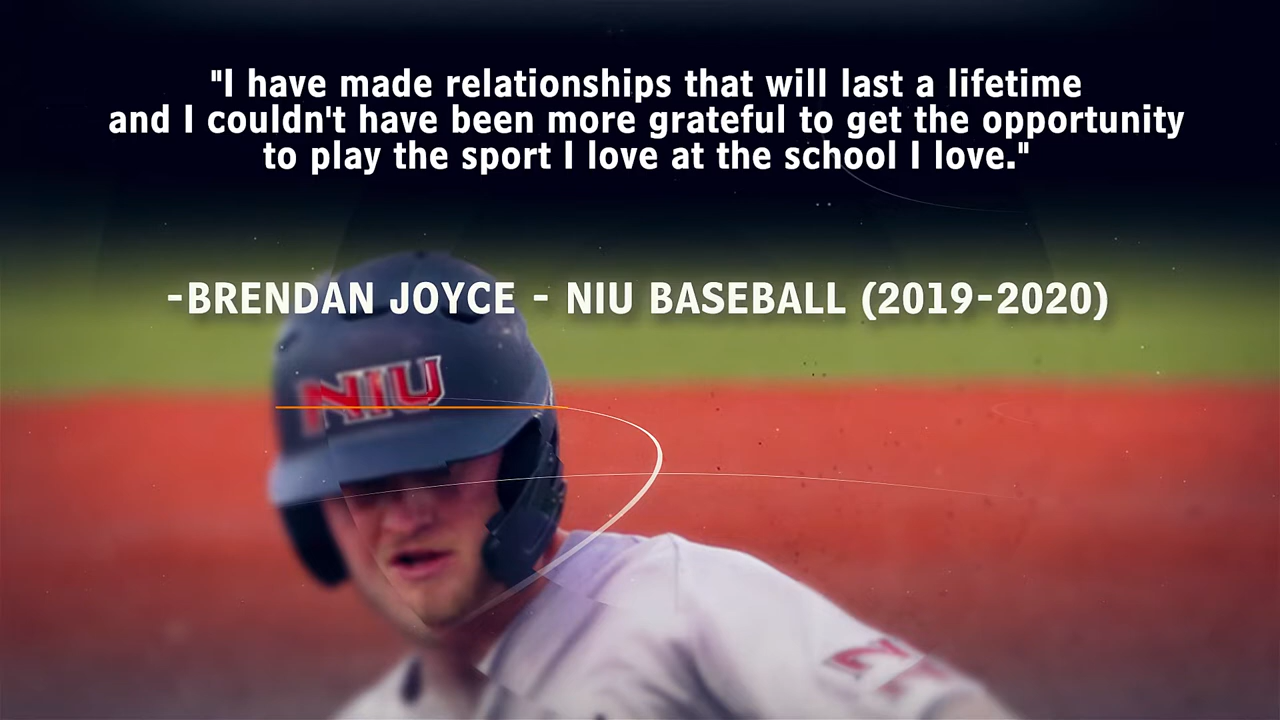 "I have made relationships that will last a lifetime
and I couldn't have been more grateful to get the opportunity
to play the sport I love at the school I love."
-BRENDAN JOYCE - NIU BASEBALL (2019-2020)
NIU